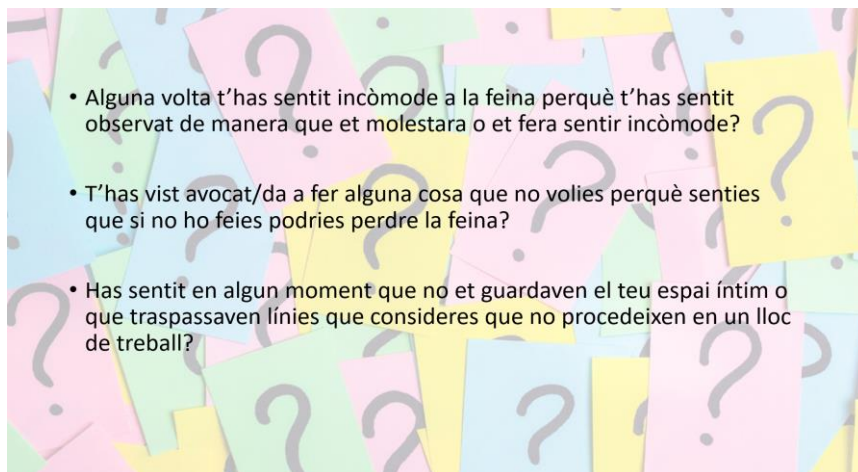 • Alguna volta t’has sentit incòmode a la feina perquè t’has sentit
observat de manera que et molestara o et fera sentir incòmode?
• T’has vist avocat/da a fer alguna cosa que no volies perquè senties
que si no ho feies podries perdre la feina?
• Has sentit en algun moment que no et guardaven el teu espai íntim o
que traspassaven línies que consideres que no procedeixen en un lloc
de treball?